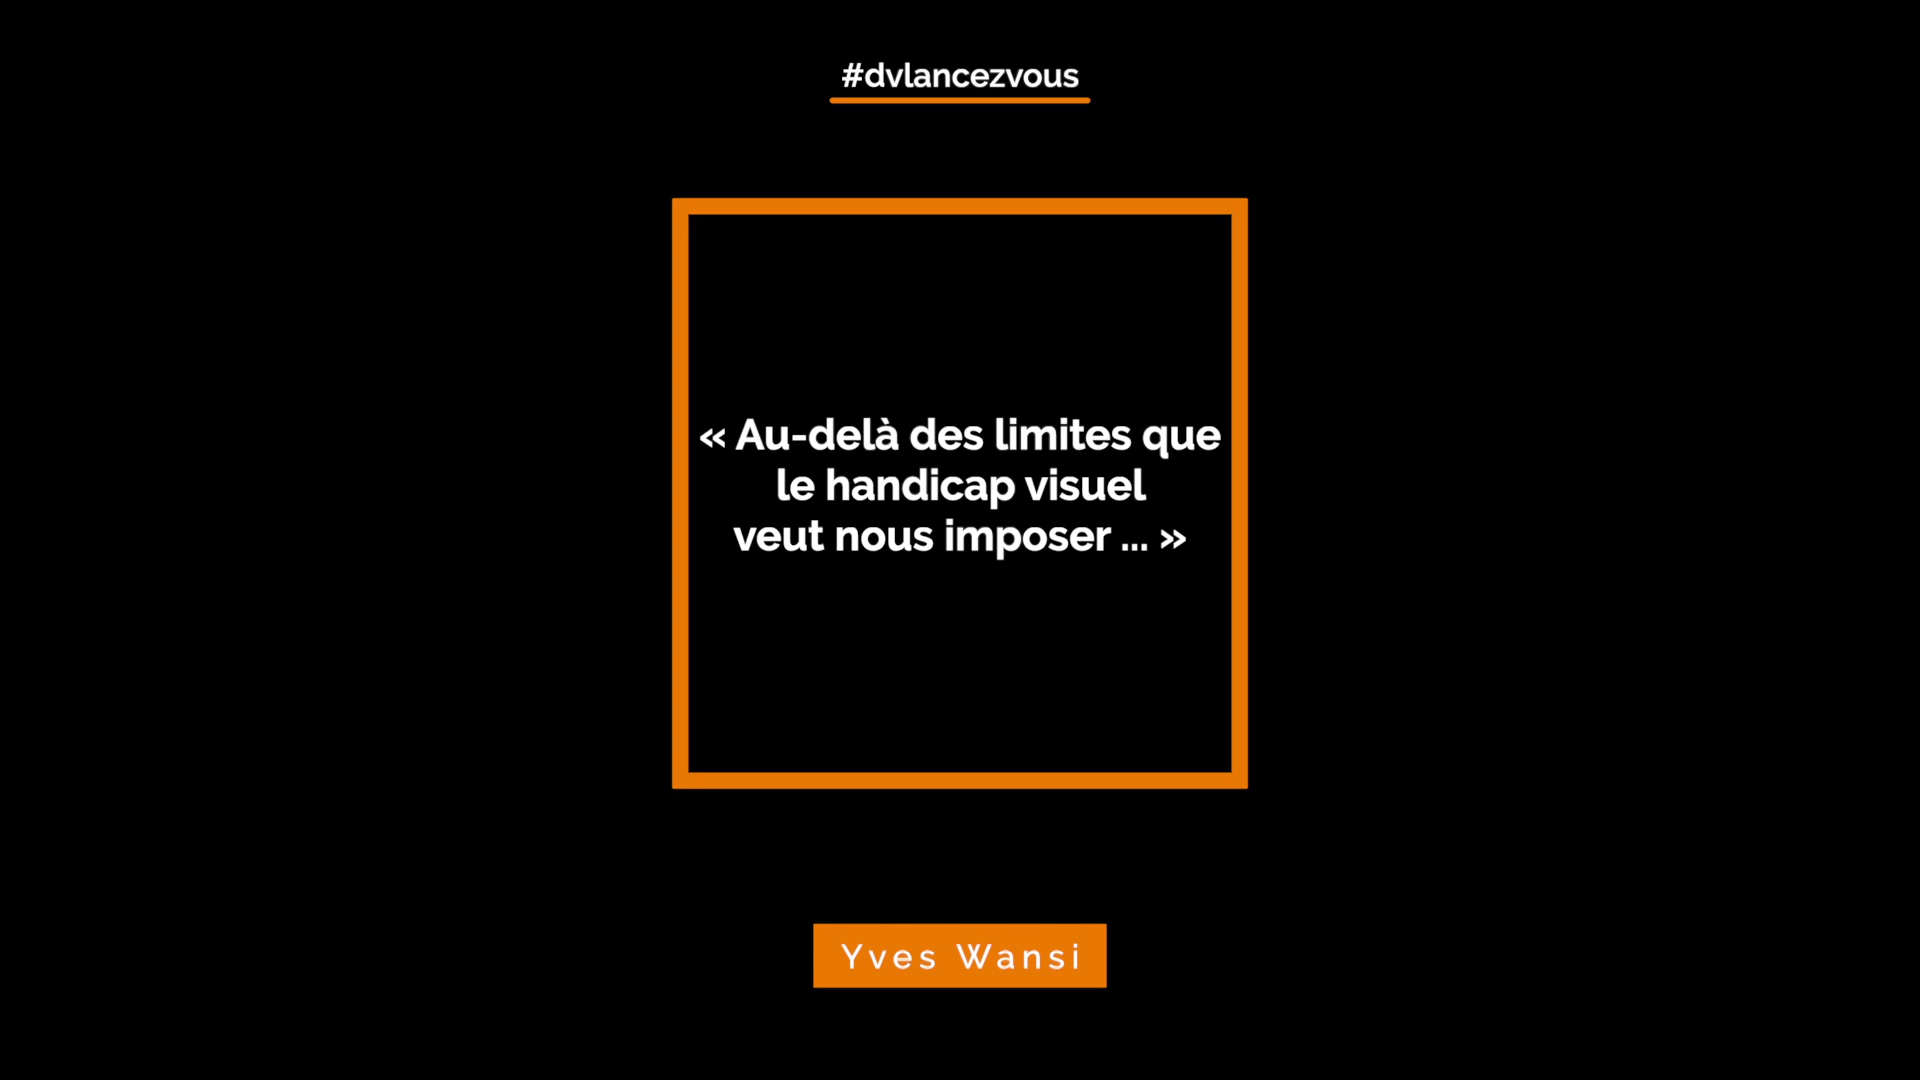 #dvlancezvous
« Au-delà des limites que
le handicap visuel
veut nous imposer ... »
Yves Wansi